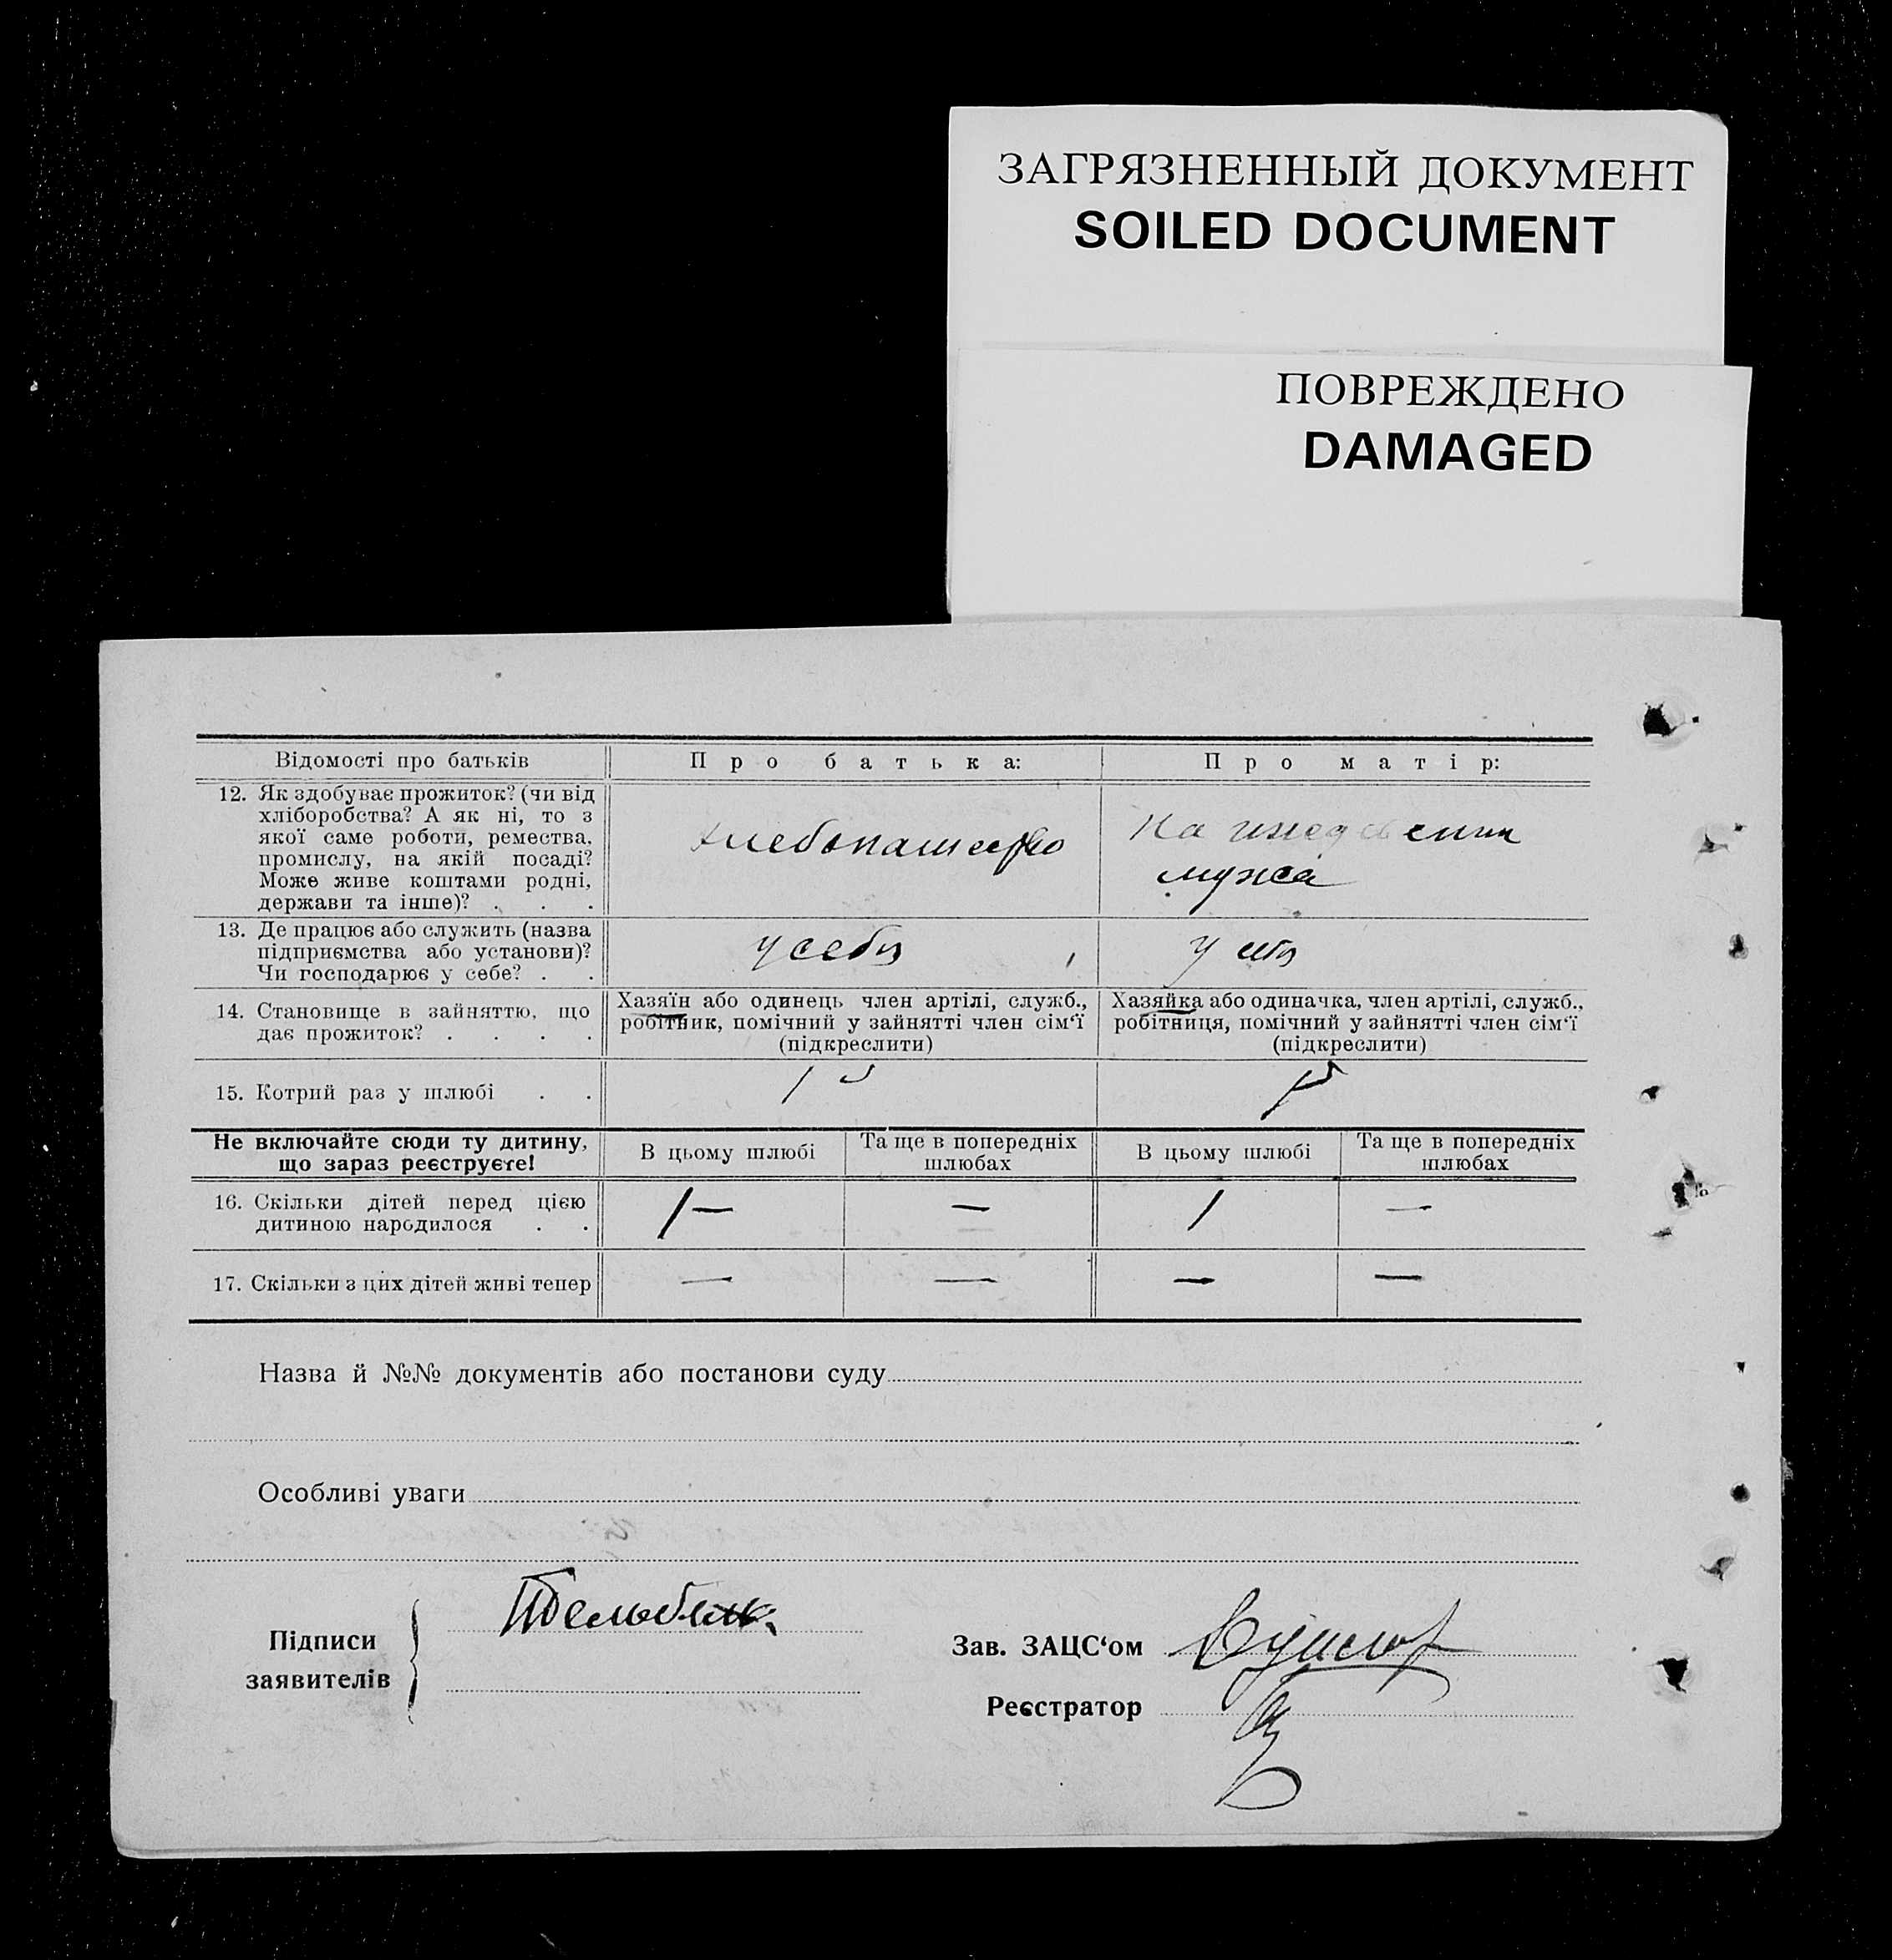 ЗАГРЯЗНЕННЫЙ ДОКУМЕНТ
SOILED DOCUMENT
ПОВРЕЖДЕНО
DAMAGED
Відомості про батьків
Про батька:
Про матір:
12. Як здобуває прожиток? (чи від
хліборобства? А як ні, то з
якої саме роботи, ремества,
промислу, на якій посаді?
Може живе коштами родні,
держави та інше)? . . .
хлебопашество
На иждевении
мужа
13. Де працює або служить (назва
підприємства або установи)?
Чи господарює у себе? . .
у себя
у себя
14. Становище в зайняттю, що
дає прожиток? . . . .
Хазяїн або одинець член артілі, служб.,
робітник, помічний у зайнятті член сім‘ї
(підкреслити)
Хазяйка або одиначка, член артілі, служб.,
робітниця, помічний у зайнятті член сім‘ї
(підкреслити)
15. Котрий раз у шлюбі . .
1й
1й
Не включайте сюди ту дитину,
що зараз реєструєте!
В цьому шлюбі
Та ще в попередніх
шлюбах
В цьому шлюбі
Та ще в попередніх
шлюбах
16. Скільки дітей перед цією
дитиною народилося . .
1 —
—
1
—
17. Скільки з цих дітей живі тепер
—
—
—
—
Назва й №№ документів або постанови суду
Особливі уваги
Підписи
заявителів
Зав. ЗАЦС‘ом
Реєстратор